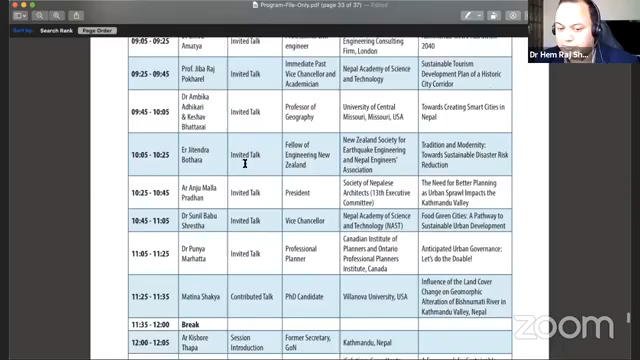 Program-File-Only.pdf (page 33 of 37)
Edited
Sort by: Search Rank Page Order
09:05 - 09:25
Amatya
Invited Talk
engineer
Engineering Consulting
Firm, London
2040
09:25 - 09:45
Prof. Jiba Raj
Pokharel
Invited Talk
Immediate Past
Vice Chancellor and
Academician
Nepal Academy of Science
and Technology
Sustainable Tourism
Development Plan of a Historic
City Corridor
09:45 - 10:05
Dr Ambika
Adhikari
& Keshav
Bhattarai
Invited Talk
Professor of
Geography
University of Central
Missouri, Missouri, USA
Towards Creating Smart Cities in
Nepal
10:05 - 10:25
Er Jitendra
Bothara
Invited Talk
Fellow of
Engineering New
Zealand
New Zealand Society for
Earthquake Engineering
and Nepal Engineers'
Association
Tradition and Modernity:
Towards Sustainable Disaster Risk
Reduction
10:25 - 10:45
Ar Anju Malla
Pradhan
Invited Talk
President
Society of Nepalese
Architects (13th Executive
Committee)
The Need for Better Planning
as Urban Sprawl Impacts the
Kathmandu Valley
10:45 - 11:05
Dr Sunil Babu
Shrestha
Invited Talk
Vice Chancellor
Nepal Academy of Science
and Technology (NAST)
Food Green Cities: A Pathway to
Sustainable Urban Development
11:05 - 11:25
Dr Punya
Marhatta
Invited Talk
Professional
Planner
Canadian Institute of
Planners and Ontario
Professional Planners
Institute, Canada
Anticipated Urban Governance:
Let's do the Doable!
11:25 - 11:35
Matina Shakya
Contributed Talk
PhD Candidate
Villanova University, USA
Influence of the Land Cover
Change on Geomorphic
Alteration of Bishnumati River in
Kathmandu Valley, Nepal
11:35 - 12:00
Break
12:00 - 12:05
Ar Kishore
Thapa
Session
Introduction
Former Secretary,
GoN
Kathmandu, Nepal
Dr Hem Raj Sh...
zoom